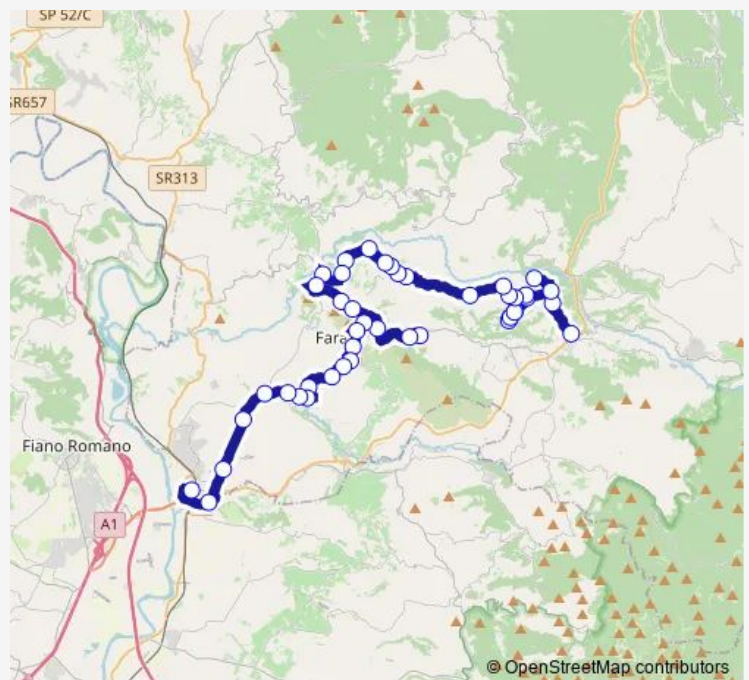 SP 52/C
SR657
SR313
Fara
Fiano Romano
A1
© OpenStreetMap contributors